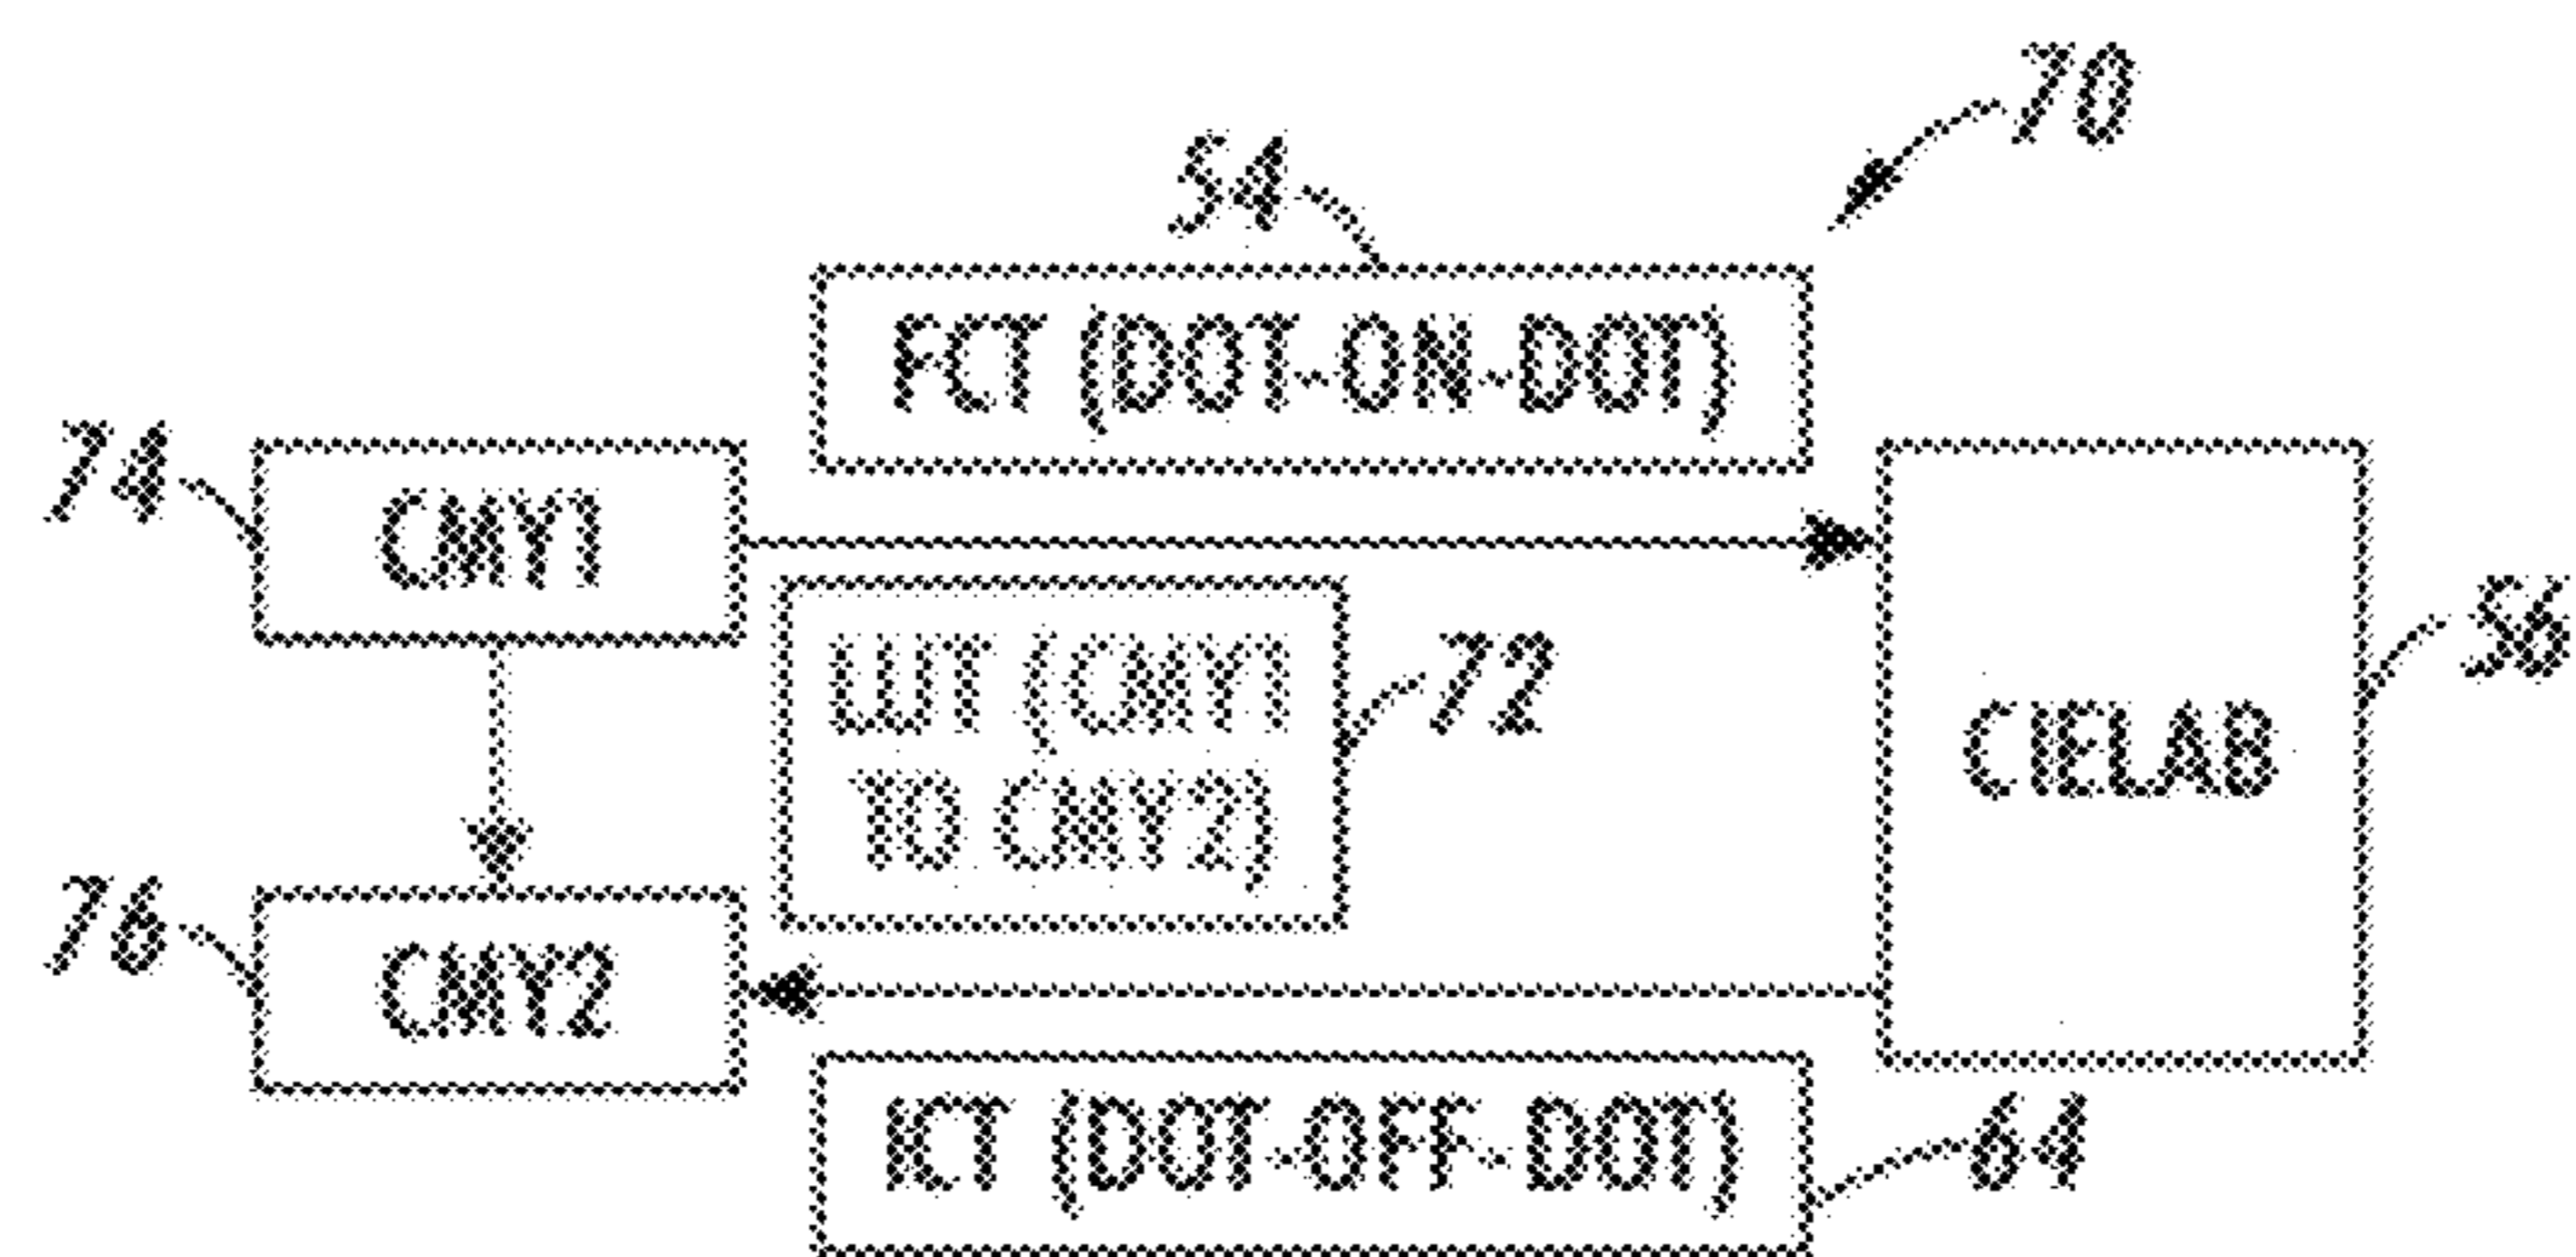 70
54
FCT (DOT-ON-DOT)
74
CMY1
LUT (CMY1
TO CMY2)
72
56
CIELAB
76
CMY2
ICT (DOT-OFF-DOT)
64